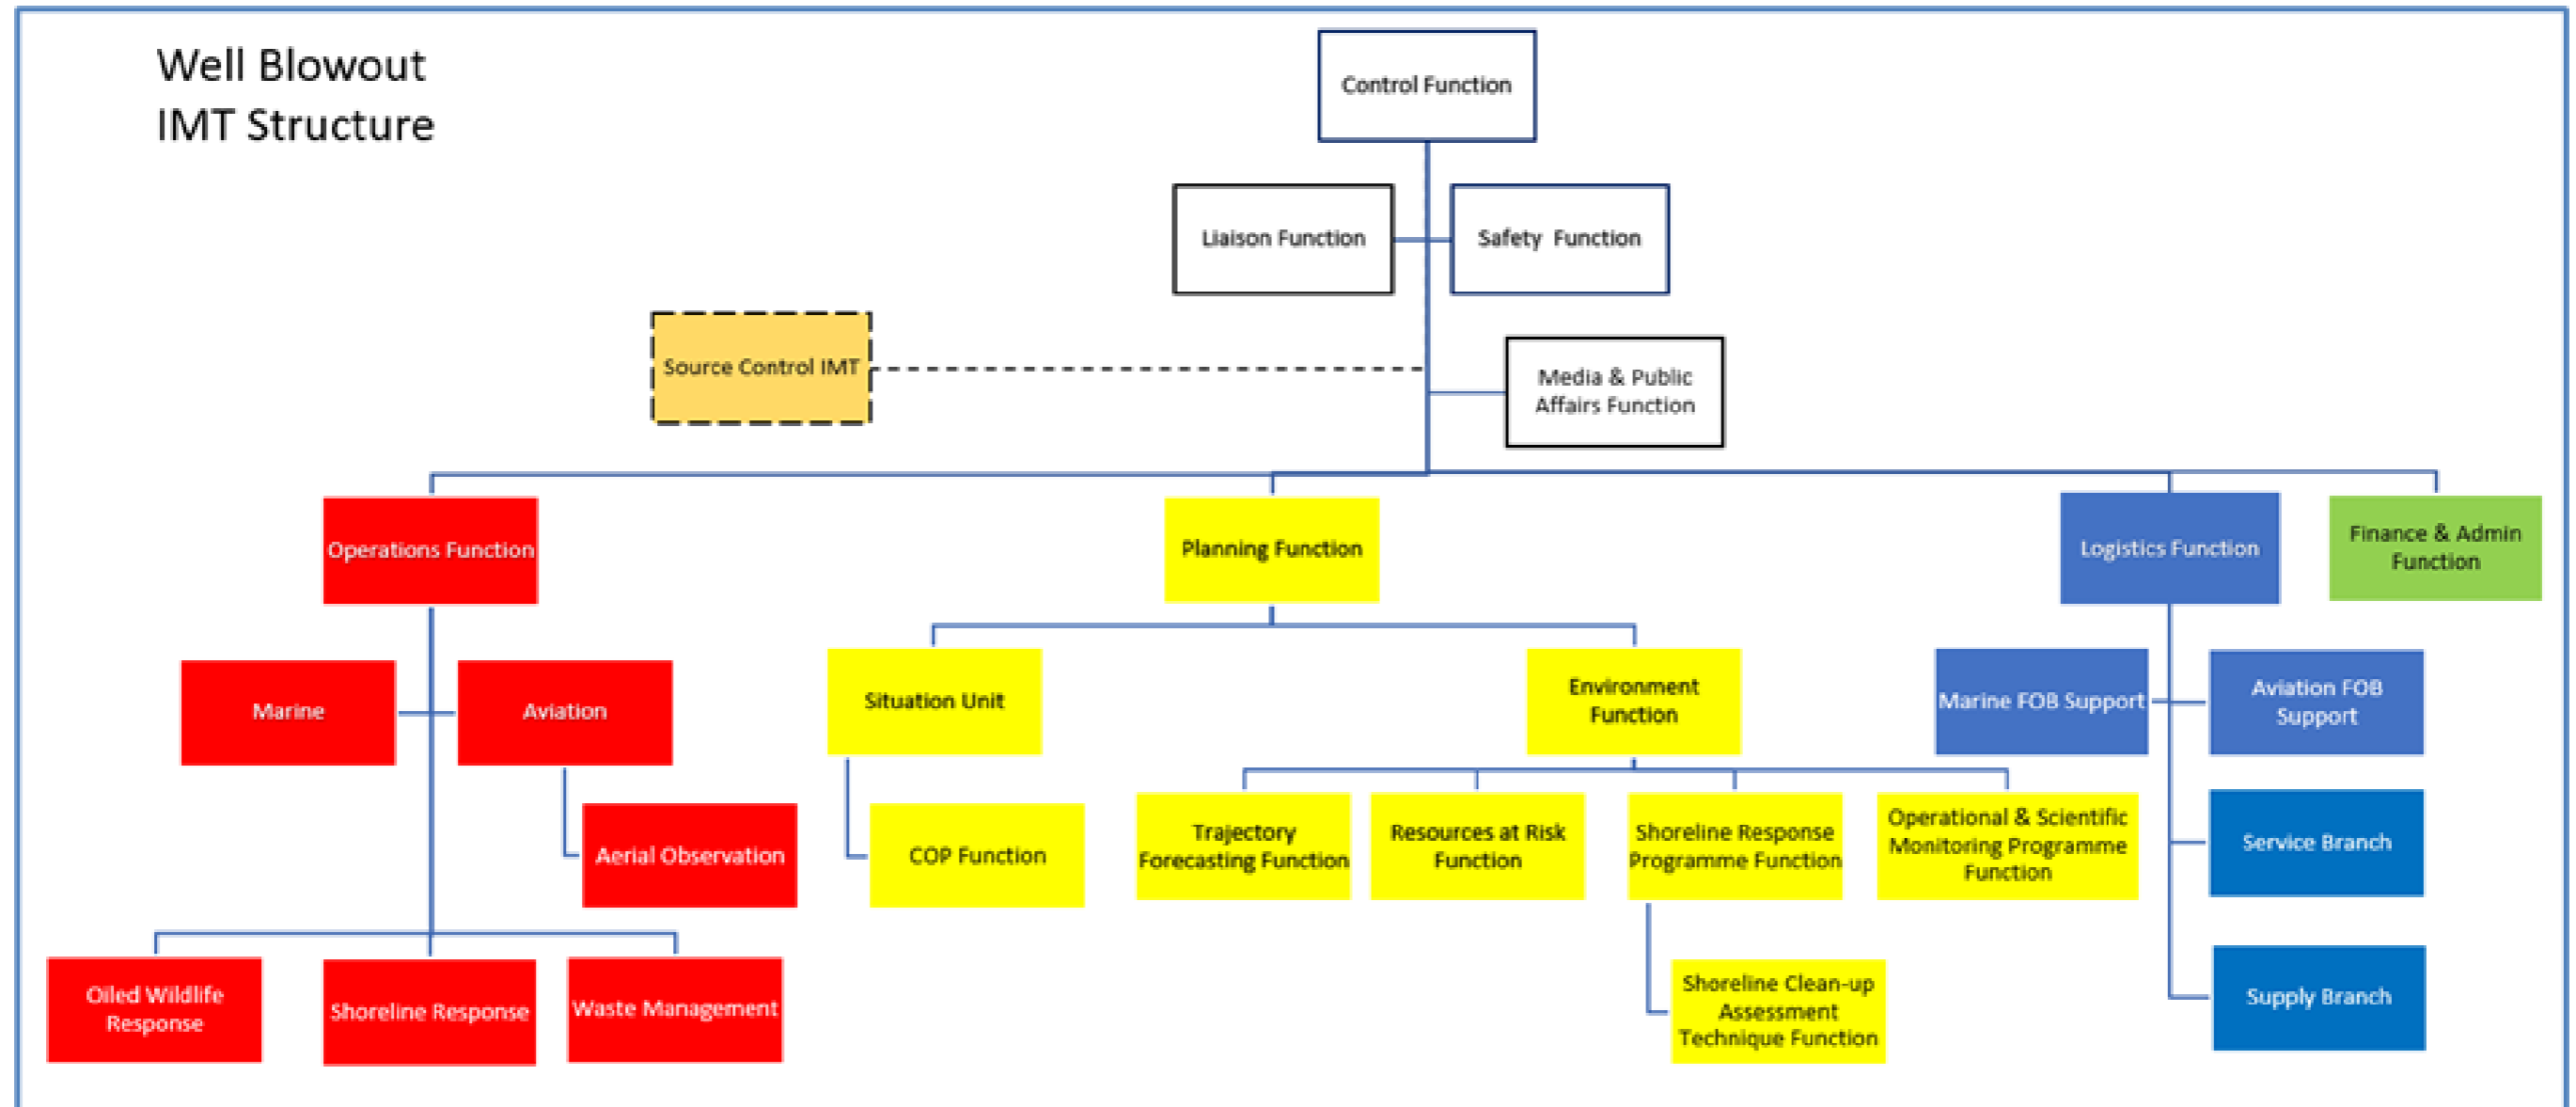 Well Blowout
IMT Structure
Control Function
Liaison Function
Safety Function
Source Control IMT
Media & Public
Affairs Function
Operations Function
Planning Function
Logistics Function
Finance & Admin
Function
Marine
Aviation
Situation Unit
Environment
Function
Marine FOB Support
Aviation FOB
Support
Aerial Observation
COP Function
Trajectory
Forecasting Function
Resources at Risk
Function
Shoreline Response
Programme Function
Operational & Scientific
Monitoring Programme
Function
Service Branch
Oiled Wildlife
Response
Shoreline Response
Waste Management
Shoreline Clean-up
Assessment
Technique Function
Supply Branch